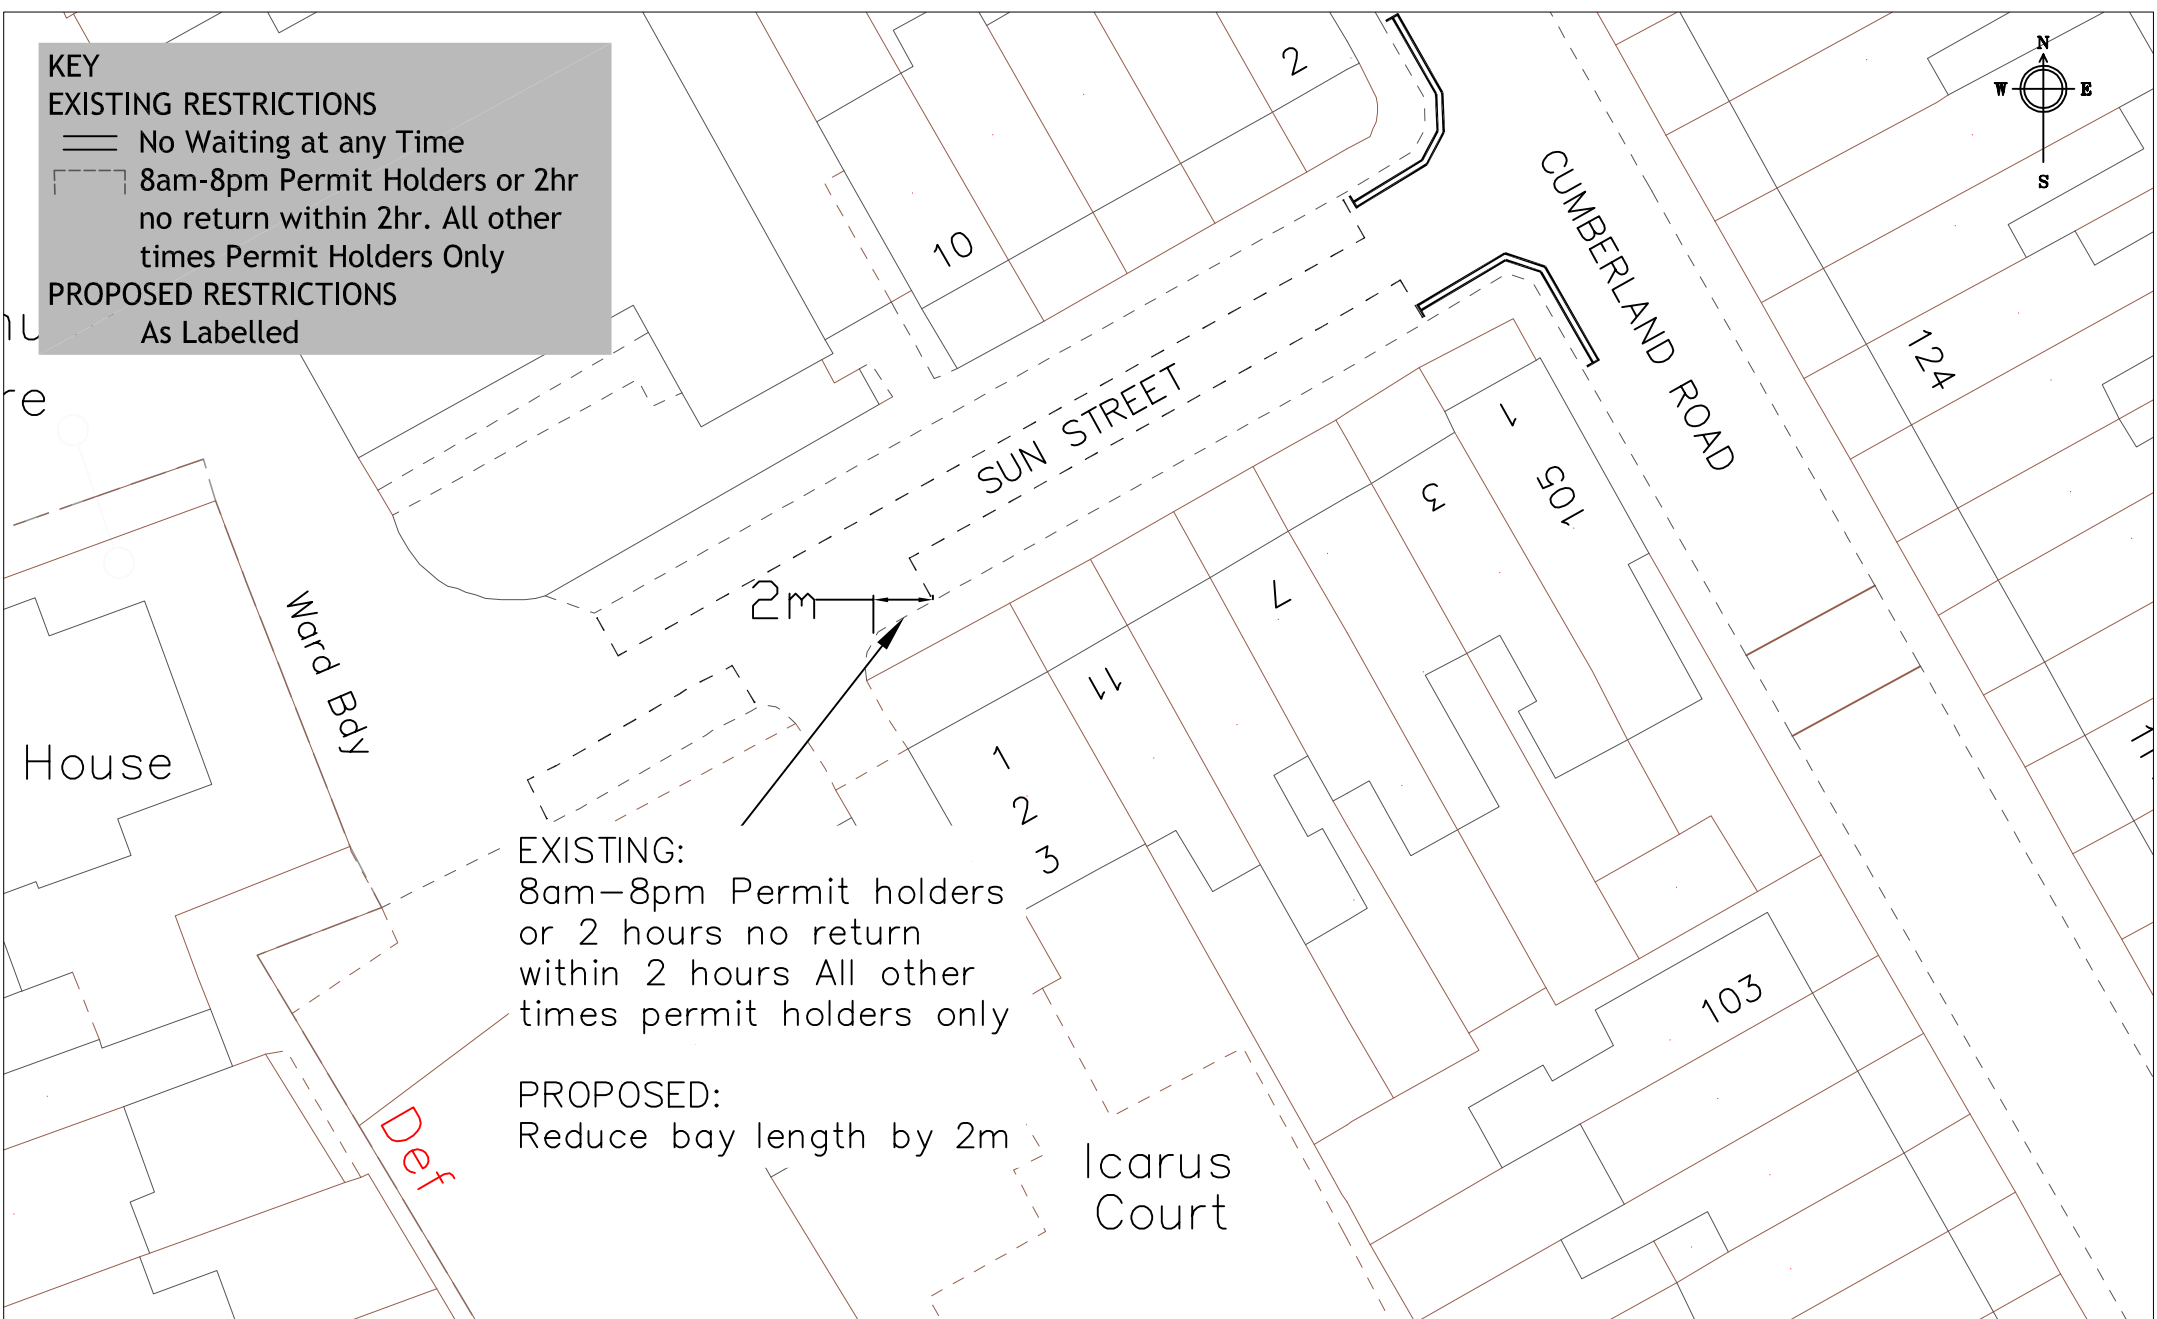 KEY
EXISTING RESTRICTIONS
No Waiting at any Time
8am-8pm Permit Holders or 2hr
no return within 2hr. All other
times Permit Holders Only
PROPOSED RESTRICTIONS
As Labelled
N
W E
S
2
10
CUMBERLAND ROAD
124
re
SUN STREET
1
105
3
7
11
2m
Ward Bdy
House
1
2
3
EXISTING:
8am-8pm Permit holders
or 2 hours no return
within 2 hours All other
times permit holders only
PROPOSED:
Reduce bay length by 2m
103
Def
Icarus
Court